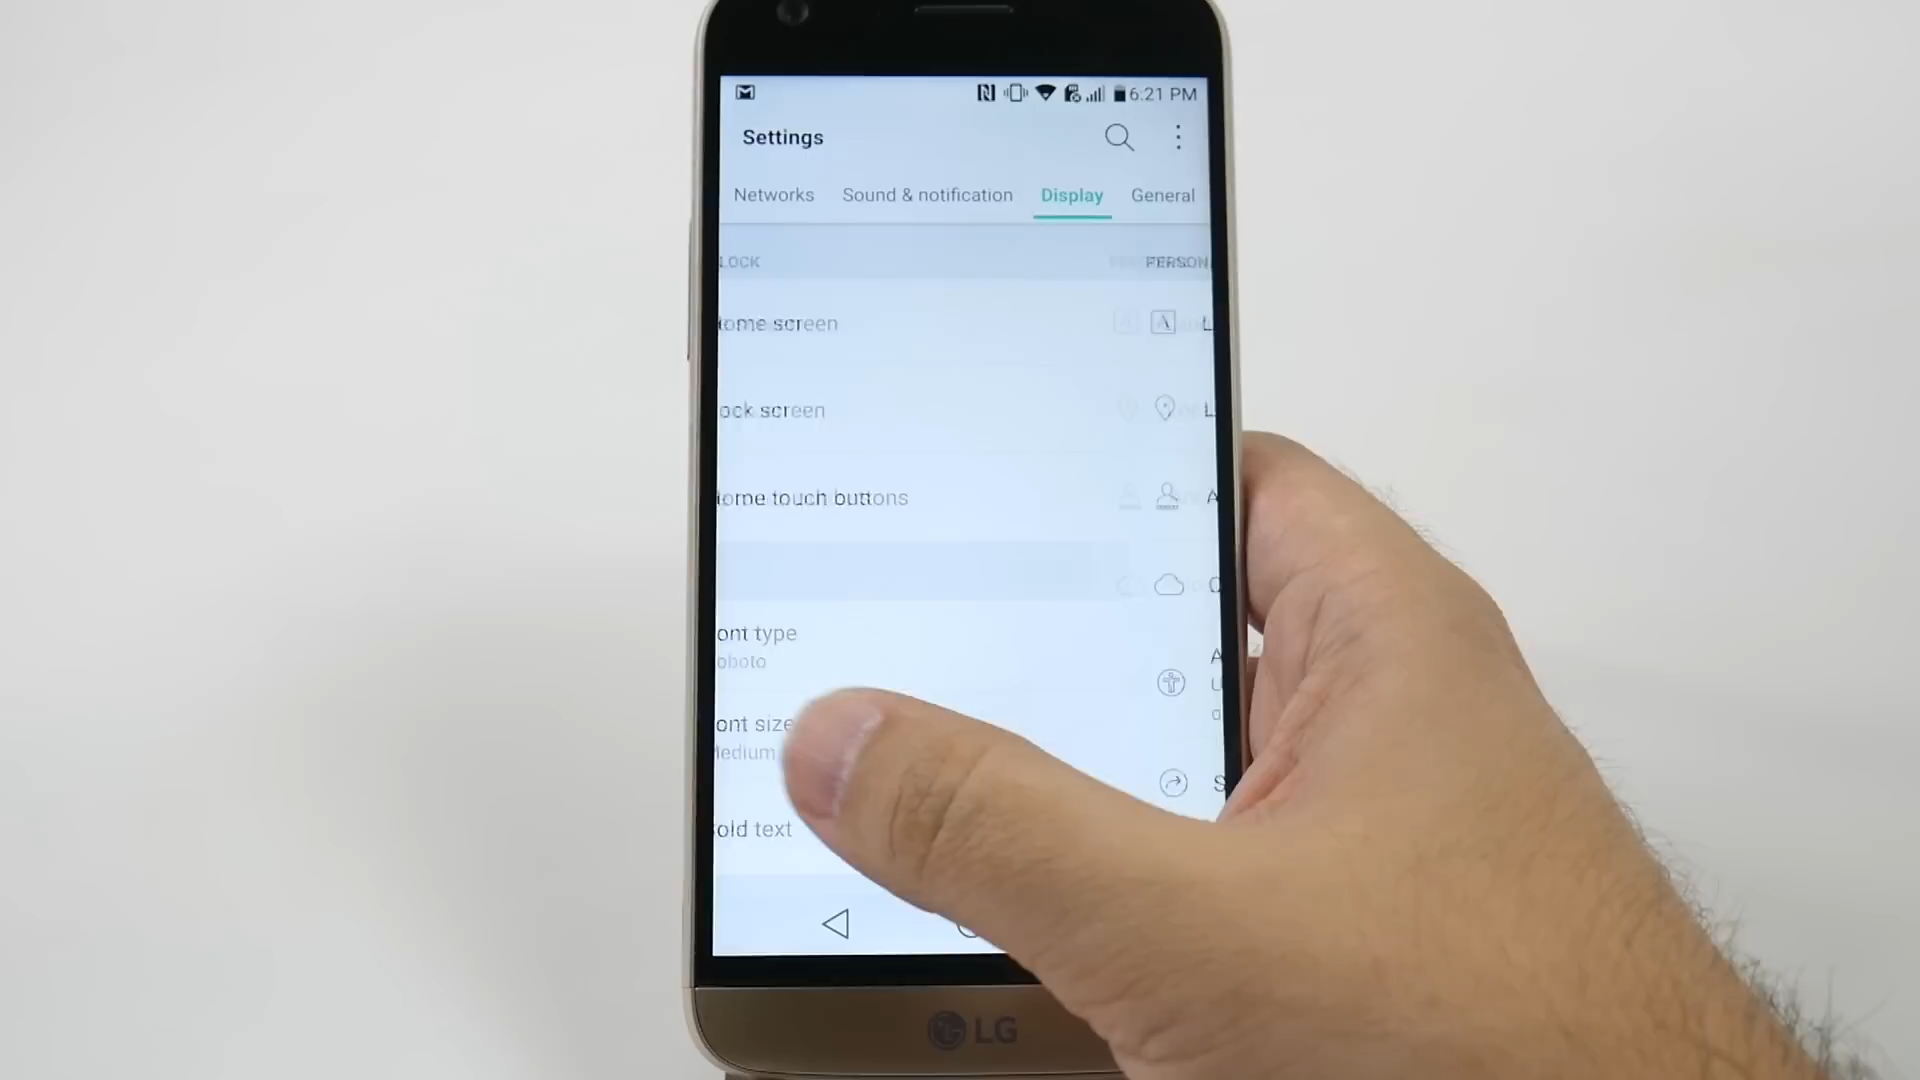 6:21 PM
Settings
Networks Sound & notification Display General
LOCK PERSON
ome screen L
ock screen L
ome touch buttons A
ont type
oboto
A
U
ont size
edium
S
old text
LG